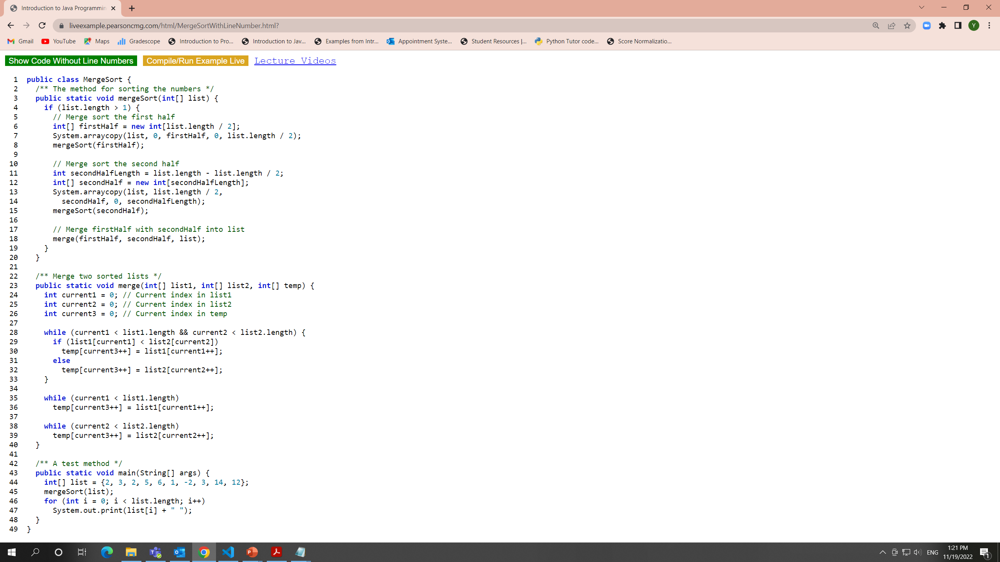 Introduction to Java Programmin
liveexample.pearsoncmg.com/html/MergeSortWithLineNumber.html?
Y
Gmail YouTube Maps Gradescope Introduction to Pro... Introduction to Jav... Examples from Intr... Appointment Syste... Student Resources |... Python Tutor code... Score Normalizatio...
Show Code Without Line Numbers Compile/Run Example Live Lecture Videos
1 public class MergeSort {
2 /** The method for sorting the numbers */
3 public static void mergeSort(int[] list) {
4 if (list.length > 1) {
5 // Merge sort the first half
6 int[] firstHalf = new int[list.length / 2];
7 System.arraycopy(list, 0, firstHalf, 0, list.length / 2);
8 mergeSort(firstHalf);
9
10 // Merge sort the second half
11 int secondHalfLength = list.length - list.length / 2;
12 int[] secondHalf = new int[secondHalfLength];
13 System.arraycopy(list, list.length / 2,
14 secondHalf, 0, secondHalfLength);
15 mergeSort(secondHalf);
16
17 // Merge firstHalf with secondHalf into list
18 merge(firstHalf, secondHalf, list);
19 }
20 }
21
22 /** Merge two sorted lists */
23 public static void merge(int[] list1, int[] list2, int[] temp) {
24 int current1 = 0; // Current index in list1
25 int current2 = 0; // Current index in list2
26 int current3 = 0; // Current index in temp
27
28 while (current1 < list1.length && current2 < list2.length) {
29 if (list1[current1] < list2[current2])
30 temp[current3++] = list1[current1++];
31 else
32 temp[current3++] = list2[current2++];
33 }
34
35 while (current1 < list1.length)
36 temp[current3++] = list1[current1++];
37
38 while (current2 < list2.length)
39 temp[current3++] = list2[current2++];
40 }
41
42 /** A test method */
43 public static void main(String[] args) {
44 int[] list = {2, 3, 2, 5, 6, 1, -2, 3, 14, 12};
45 mergeSort(list);
46 for (int i = 0; i < list.length; i++)
47 System.out.print(list[i] + " ");
48 }
49 }
ENG
1:21 PM
11/19/2022
1